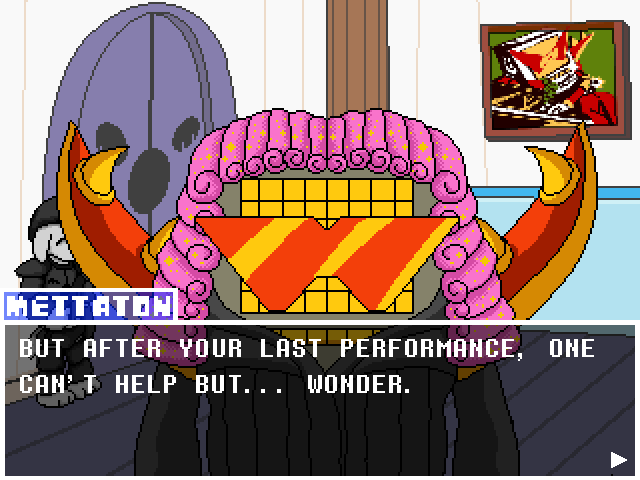 METTATON
BUT AFTER YOUR LAST PERFORMANCE, ONE
CAN'T HELP BUT... WONDER.